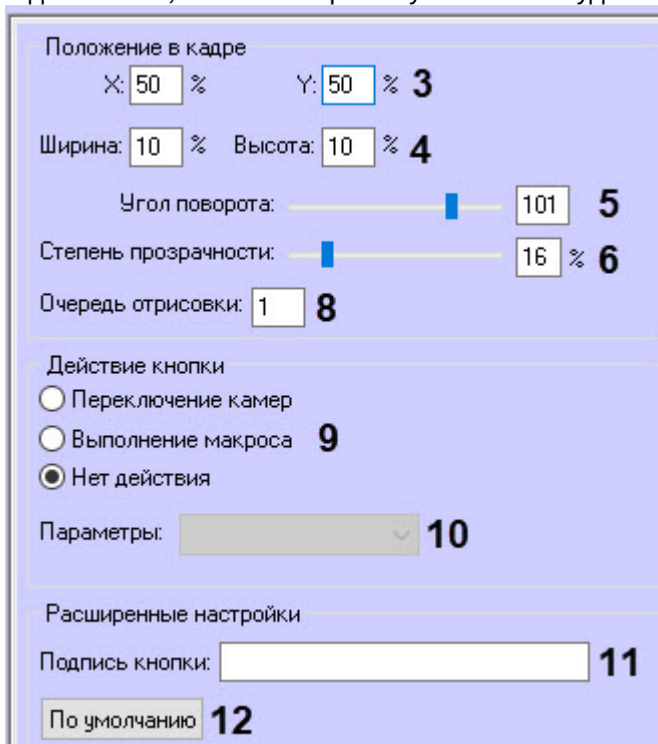 Положение в кадре
X: 50 % Y: 50 % 3
Ширина: 10 % Высота: 10 % 4
Угол поворота: 101 5
Степень прозрачности: 16 % 6
Очередь отрисовки: 1 8
Действие кнопки
Переключение камер
Выполнение макроса 9
Нет действия
Параметры: 10
Расширенные настройки
Подпись кнопки: 11
По умолчанию 12